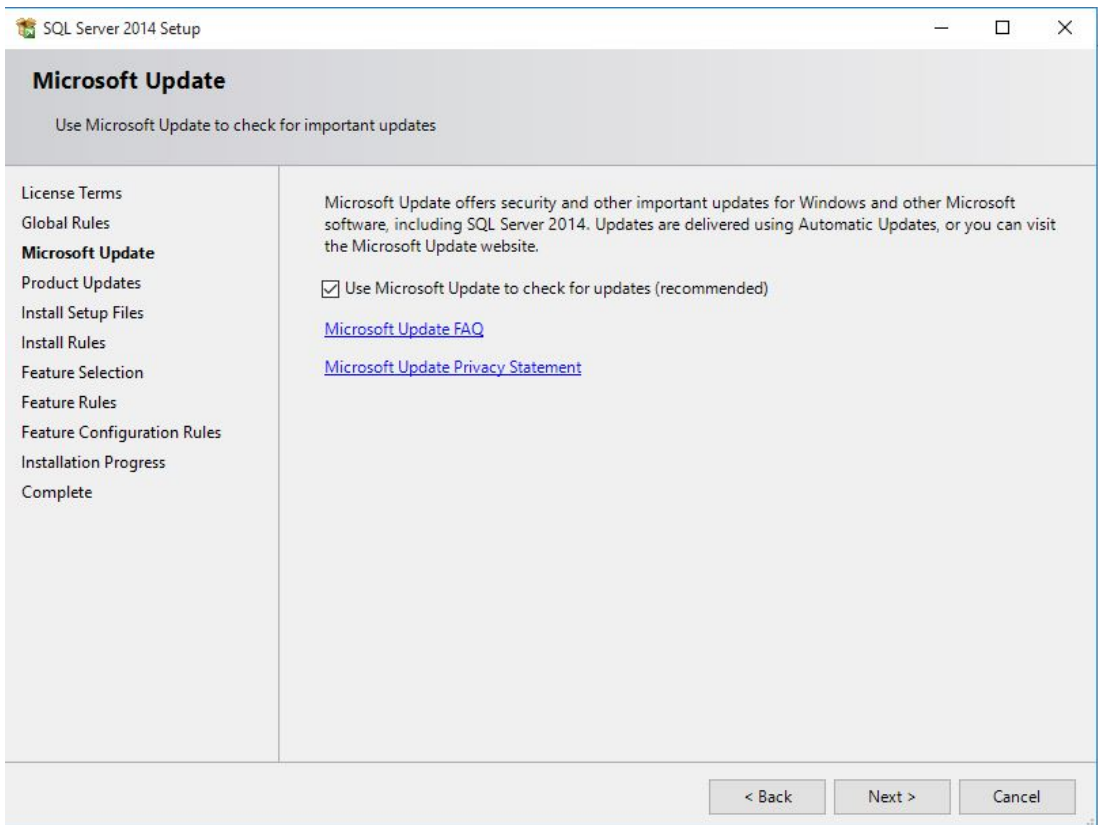 SQL Server 2014 Setup
Microsoft Update
Use Microsoft Update to check for important updates
License Terms
Global Rules
Microsoft Update
Product Updates
Install Setup Files
Install Rules
Feature Selection
Feature Rules
Feature Configuration Rules
Installation Progress
Complete
Microsoft Update offers security and other important updates for Windows and other Microsoft
software, including SQL Server 2014. Updates are delivered using Automatic Updates, or you can visit
the Microsoft Update website.
Use Microsoft Update to check for updates (recommended)
Microsoft Update FAQ
Microsoft Update Privacy Statement
< Back
Next >
Cancel